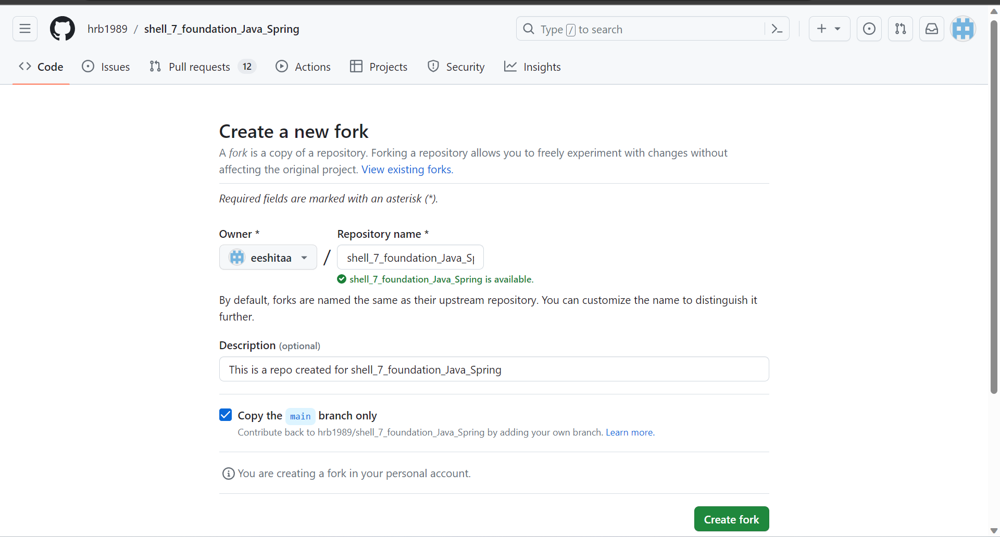 hrb1989 / shell_7_foundation_Java_Spring
Type / to search
Code Issues Pull requests 12 Actions Projects Security Insights
Create a new fork
A fork is a copy of a repository. Forking a repository allows you to freely experiment with changes without
affecting the original project. View existing forks.
Required fields are marked with an asterisk (*).
Owner * Repository name *
eeshitaa / shell_7_foundation_Java_Sp
shell_7_foundation_Java_Spring is available.
By default, forks are named the same as their upstream repository. You can customize the name to distinguish it
further.
Description (optional)
This is a repo created for shell_7_foundation_Java_Spring
Copy the main branch only
Contribute back to hrb1989/shell_7_foundation_Java_Spring by adding your own branch. Learn more.
You are creating a fork in your personal account.
Create fork